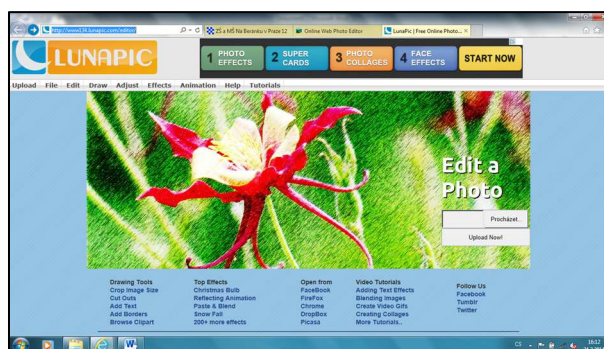 http://www139.lunapic.com/editor/
ZŠ a MŠ Na Beránku v Praze 12
Online Web Photo Editor
LunaPic | Free Online Photo...
LUNAPIC
1 PHOTO EFFECTS
2 SUPER CARDS
3 PHOTO COLLAGES
4 FACE EFFECTS
START NOW
Upload File Edit Draw Adjust Effects Animation Help Tutorials
Edit a
Photo
Procházet...
Upload Now!
Drawing Tools
Crop Image Size
Cut Outs
Add Text
Add Borders
Browse Clipart
Top Effects
Christmas Bulb
Reflecting Animation
Paste & Blend
Snow Fall
200+ more effects
Open from
FaceBook
FireFox
Chrome
DropBox
Picasa
Video Tutorials
Adding Text Effects
Blending Images
Create Video Gifs
Creating Collages
More Tutorials..
Follow Us
Facebook
Tumblr
Twitter
CS
16:12